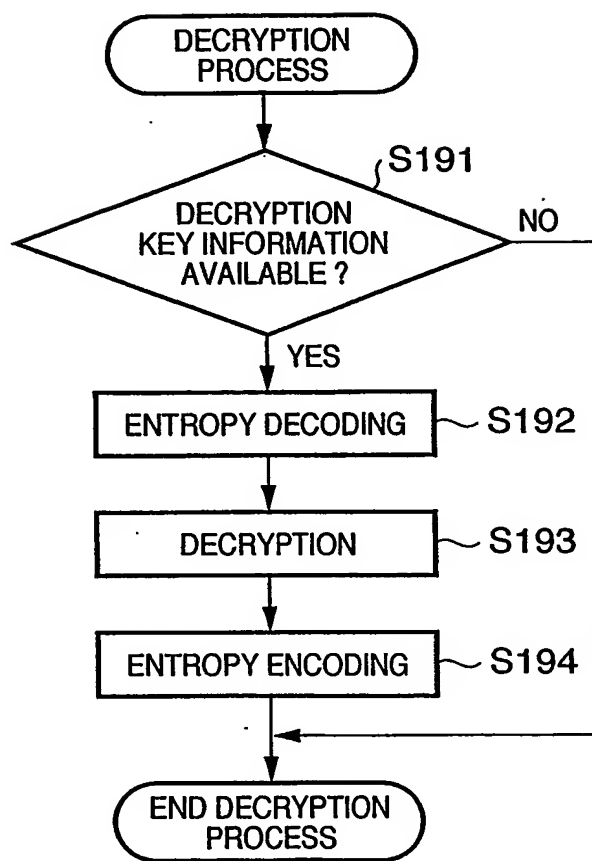 DECRYPTION
PROCESS
S191
DECRYPTION
KEY INFORMATION
AVAILABLE ?
NO
YES
ENTROPY DECODING
S192
DECRYPTION
S193
ENTROPY ENCODING
S194
END DECRYPTION
PROCESS